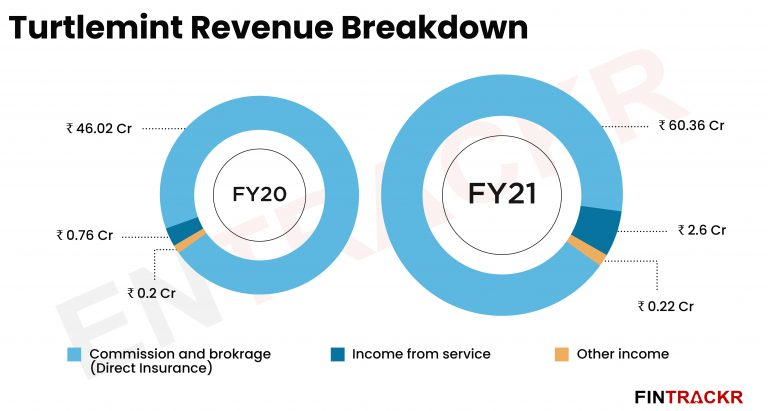 Turtlemint Revenue Breakdown
₹ 46.02 Cr
₹ 0.76 Cr
₹ 0.2 Cr
FY20
₹ 60.36 Cr
₹ 2.6 Cr
₹ 0.22 Cr
FY21
ENTRACKR
Commission and brokrage
(Direct Insurance)
Income from service
Other income
FINTRACKR